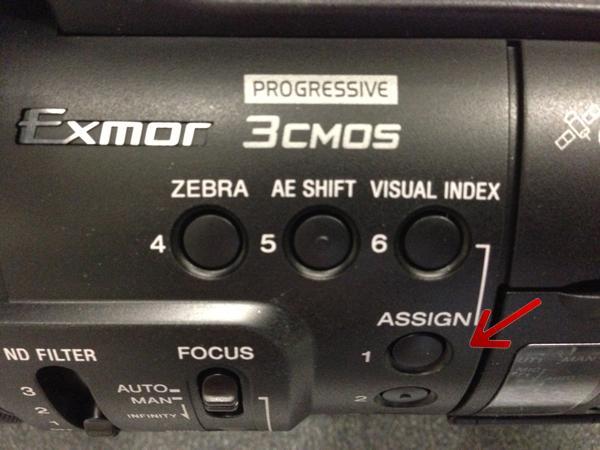 PROGRESSIVE
Exmor 3CMOS
ZEBRA AE SHIFT VISUAL INDEX
4 5 6
ASSIGN
1
2
ND FILTER
3
2
1
FOCUS
AUTO
MAN
INFINITY
MAN